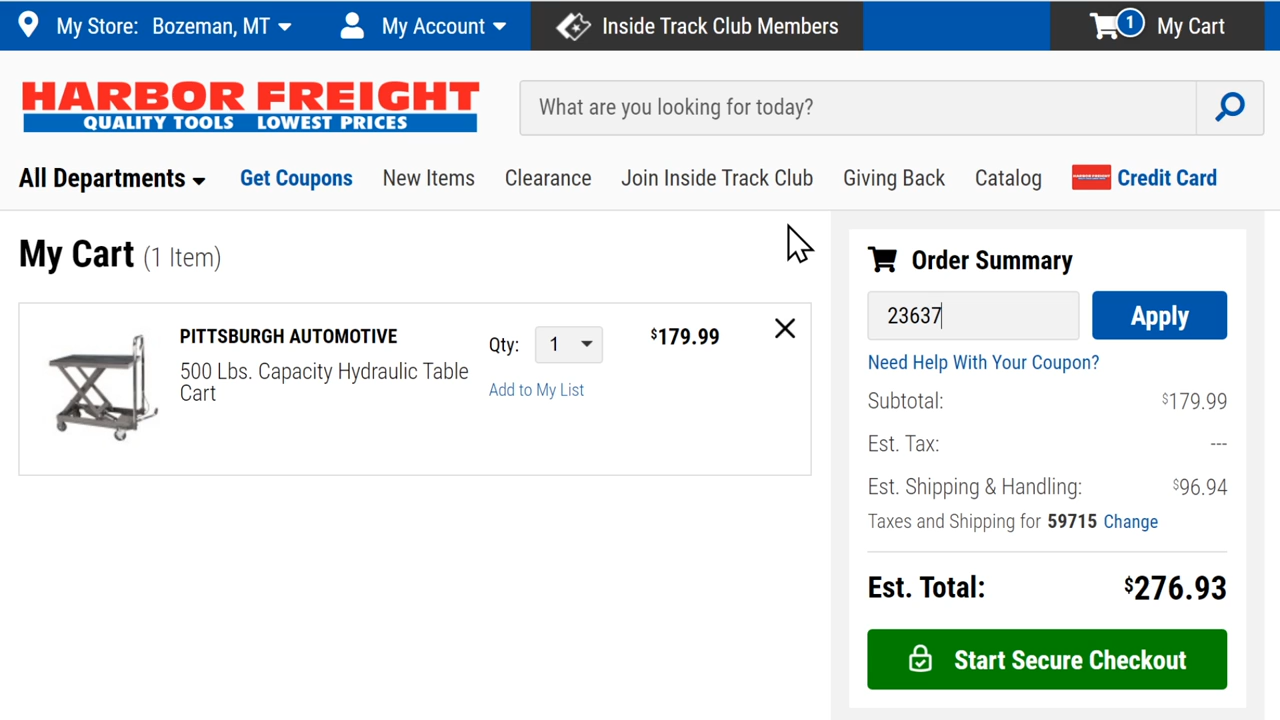 My Store: Bozeman, MT
My Account
Inside Track Club Members
1
My Cart
HARBOR FREIGHT
QUALITY TOOLS LOWEST PRICES
What are you looking for today?
All Departments
Get Coupons
New Items
Clearance
Join Inside Track Club
Giving Back
Catalog
Credit Card
My Cart (1 Item)
PITTSBURGH AUTOMOTIVE
500 Lbs. Capacity Hydraulic Table
Cart
Qty: 1
Add to My List
$179.99
Order Summary
23637
Apply
Need Help With Your Coupon?
Subtotal: $179.99
Est. Tax: ---
Est. Shipping & Handling: $96.94
Taxes and Shipping for 59715 Change
Est. Total: $276.93
Start Secure Checkout